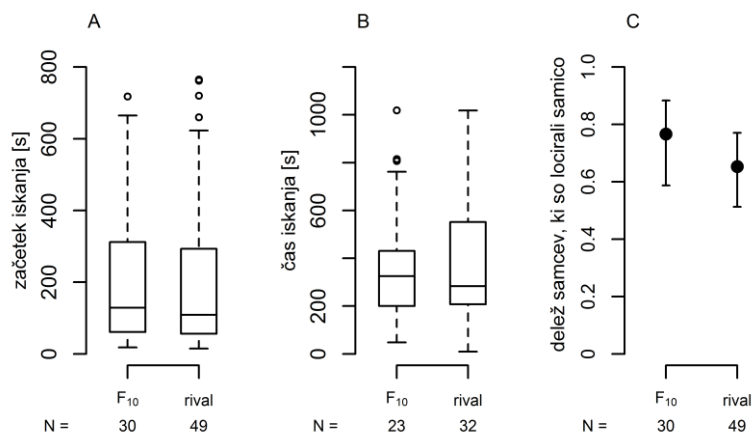 A
začetek iskanja [s]
0
200
400
600
800
F10
rival
N =
30
49
B
čas iskanja [s]
0
200
600
1000
F10
rival
N =
23
32
C
delež samcev, ki so locirali samico
0.0
0.2
0.4
0.6
0.8
1.0
F10
rival
N =
30
49